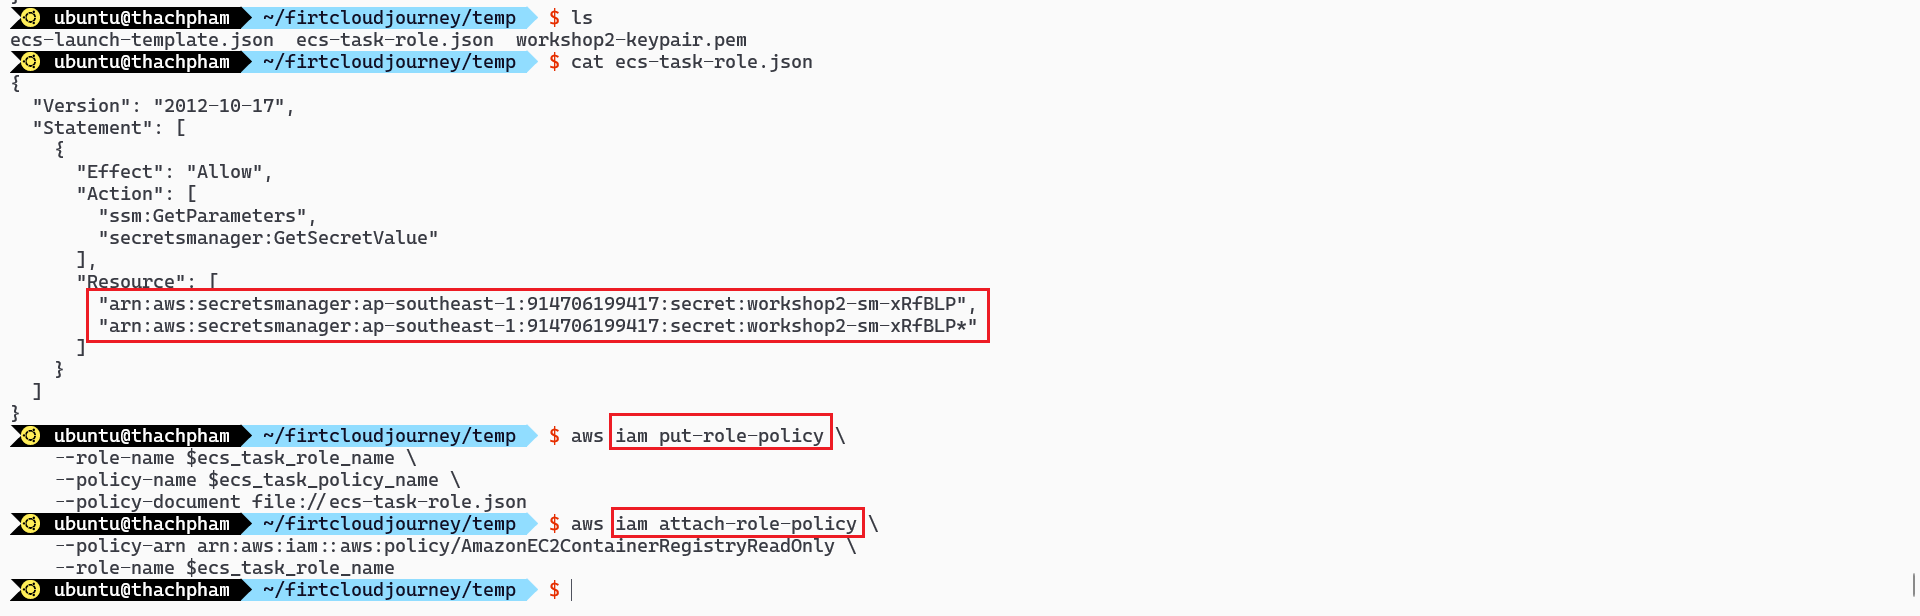 ubuntu@thachpham ~/firtcloudjourney/temp $ ls
ecs-launch-template.json ecs-task-role.json workshop2-keypair.pem
ubuntu@thachpham ~/firtcloudjourney/temp $ cat ecs-task-role.json
{
"Version": "2012-10-17",
"Statement": [
{
"Effect": "Allow",
"Action": [
"ssm:GetParameters",
"secretsmanager:GetSecretValue"
],
"Resource": [
"arn:aws:secretsmanager:ap-southeast-1:914706199417:secret:workshop2-sm-xRfBLP",
"arn:aws:secretsmanager:ap-southeast-1:914706199417:secret:workshop2-sm-xRfBLP*"
]
}
]
}
ubuntu@thachpham ~/firtcloudjourney/temp $ aws iam put-role-policy \
--role-name $ecs_task_role_name \
--policy-name $ecs_task_policy_name \
--policy-document file://ecs-task-role.json
ubuntu@thachpham ~/firtcloudjourney/temp $ aws iam attach-role-policy \
--policy-arn arn:aws:iam::aws:policy/AmazonEC2ContainerRegistryReadOnly \
--role-name $ecs_task_role_name
ubuntu@thachpham ~/firtcloudjourney/temp $